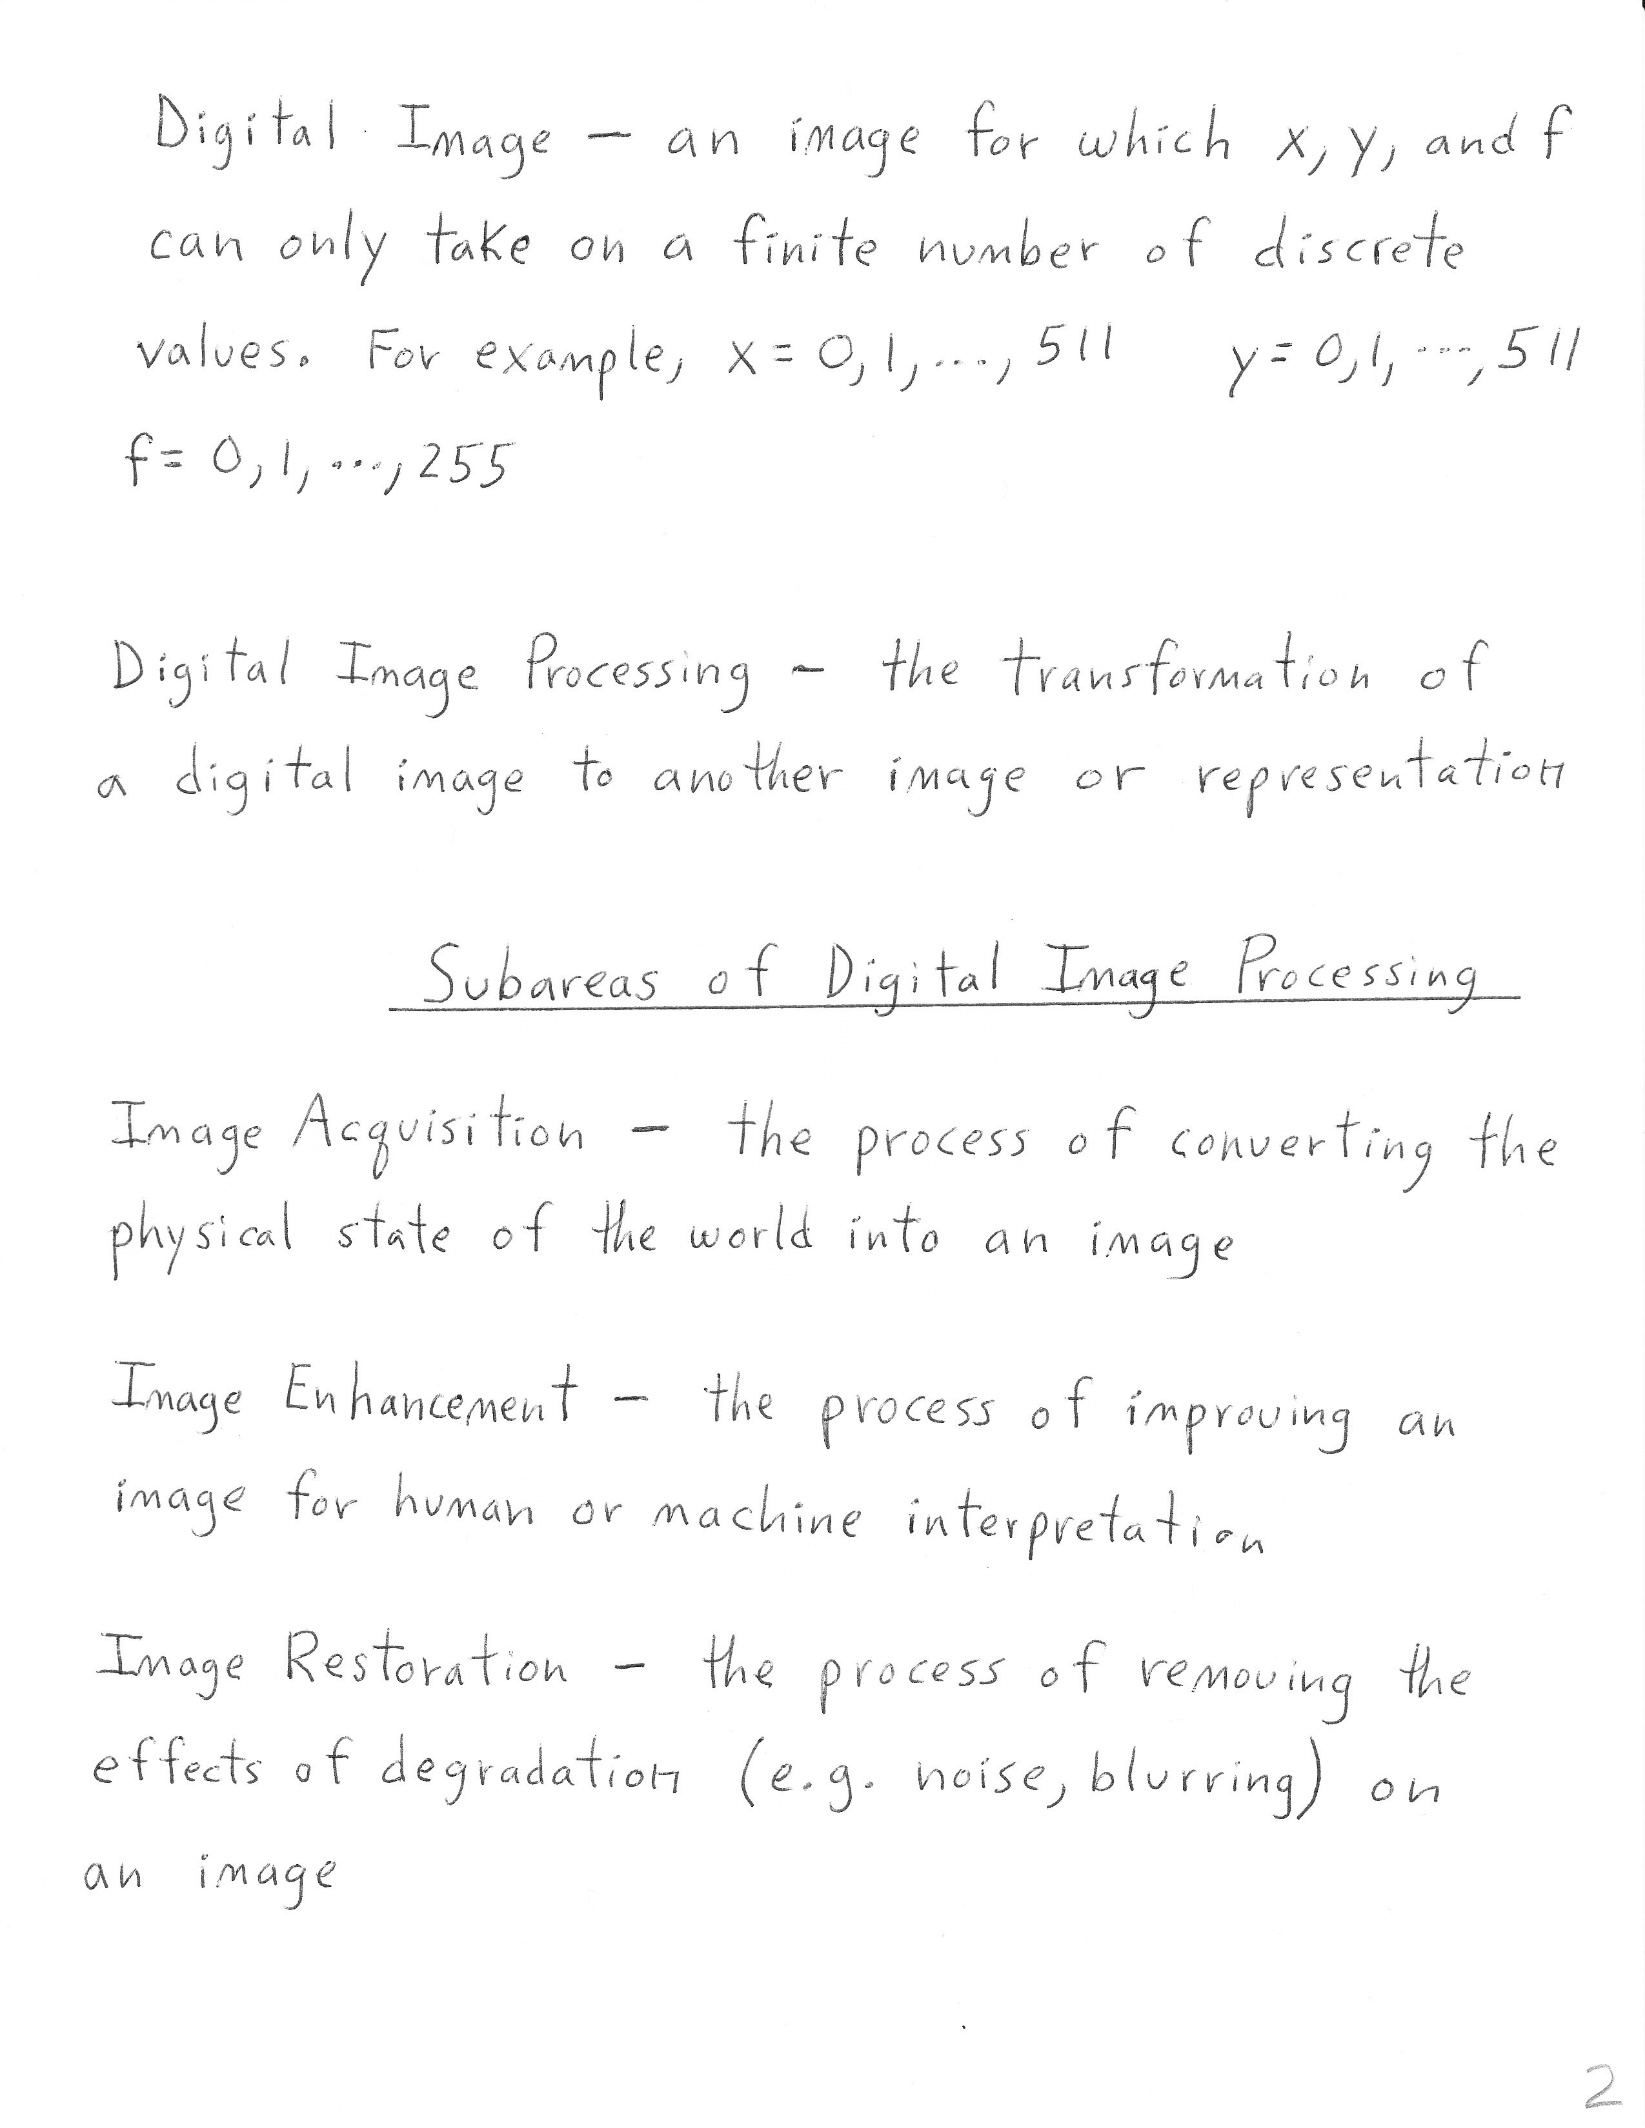 Digital Image - an image for which x, y, and f
can only take on a finite number of discrete
values. For example, x = 0, 1, ..., 511 y = 0, 1, ..., 511
f = 0, 1, ..., 255
Digital Image Processing - the transformation of
a digital image to another image or representation
Subareas of Digital Image Processing
Image Acquisition - the process of converting the
physical state of the world into an image
Image Enhancement - the process of improving an
image for human or machine interpretation
Image Restoration - the process of removing the
effects of degradation (e.g. noise, blurring) on
an image
2